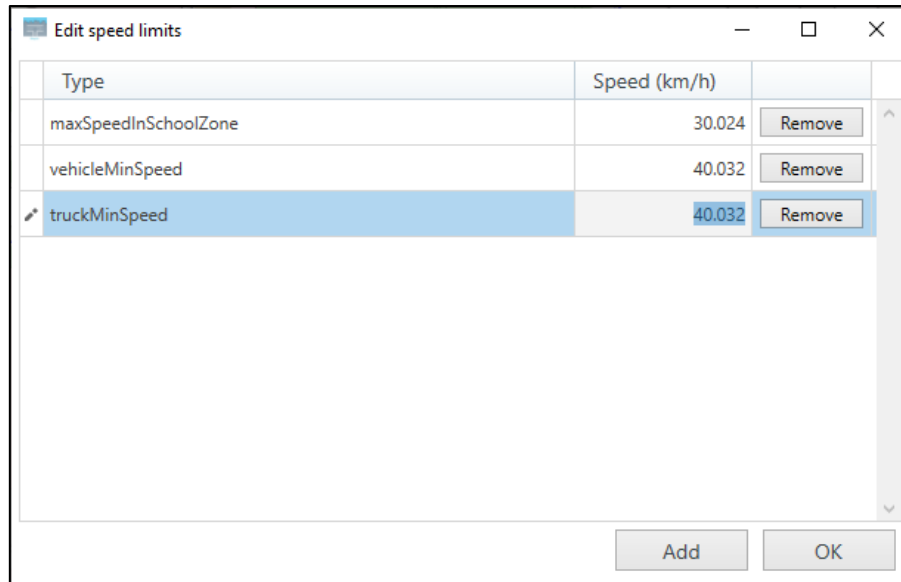 Edit speed limits
Type Speed (km/h)
maxSpeedInSchoolZone 30.024 Remove
vehicleMinSpeed 40.032 Remove
truckMinSpeed 40.032 Remove
Add OK